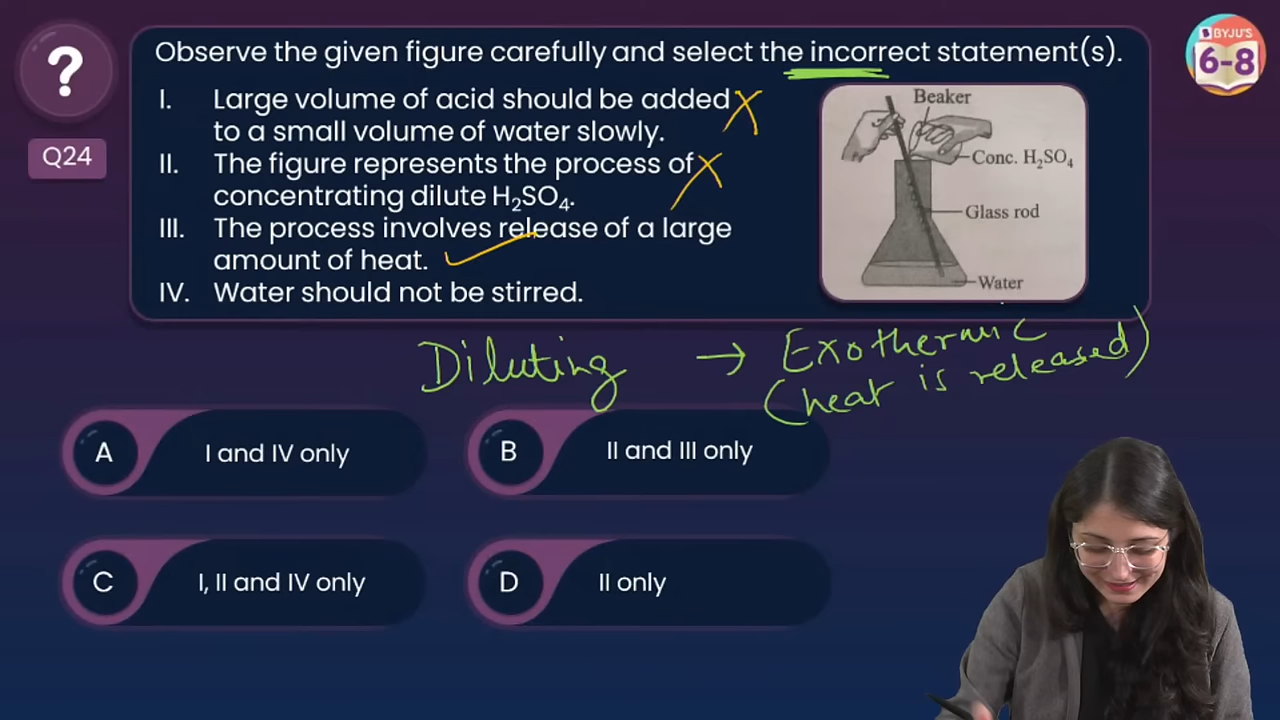 ?
Q24
Observe the given figure carefully and select the incorrect statement(s).
I. Large volume of acid should be added
to a small volume of water slowly.
II. The figure represents the process of
concentrating dilute H₂SO₄.
III. The process involves release of a large
amount of heat.
IV. Water should not be stirred.
Beaker
Conc. H₂SO₄
Glass rod
Water
BYJU'S
6-8
Diluting → Exothermic
(heat is released)
A I and IV only
B II and III only
C I, II and IV only
D II only